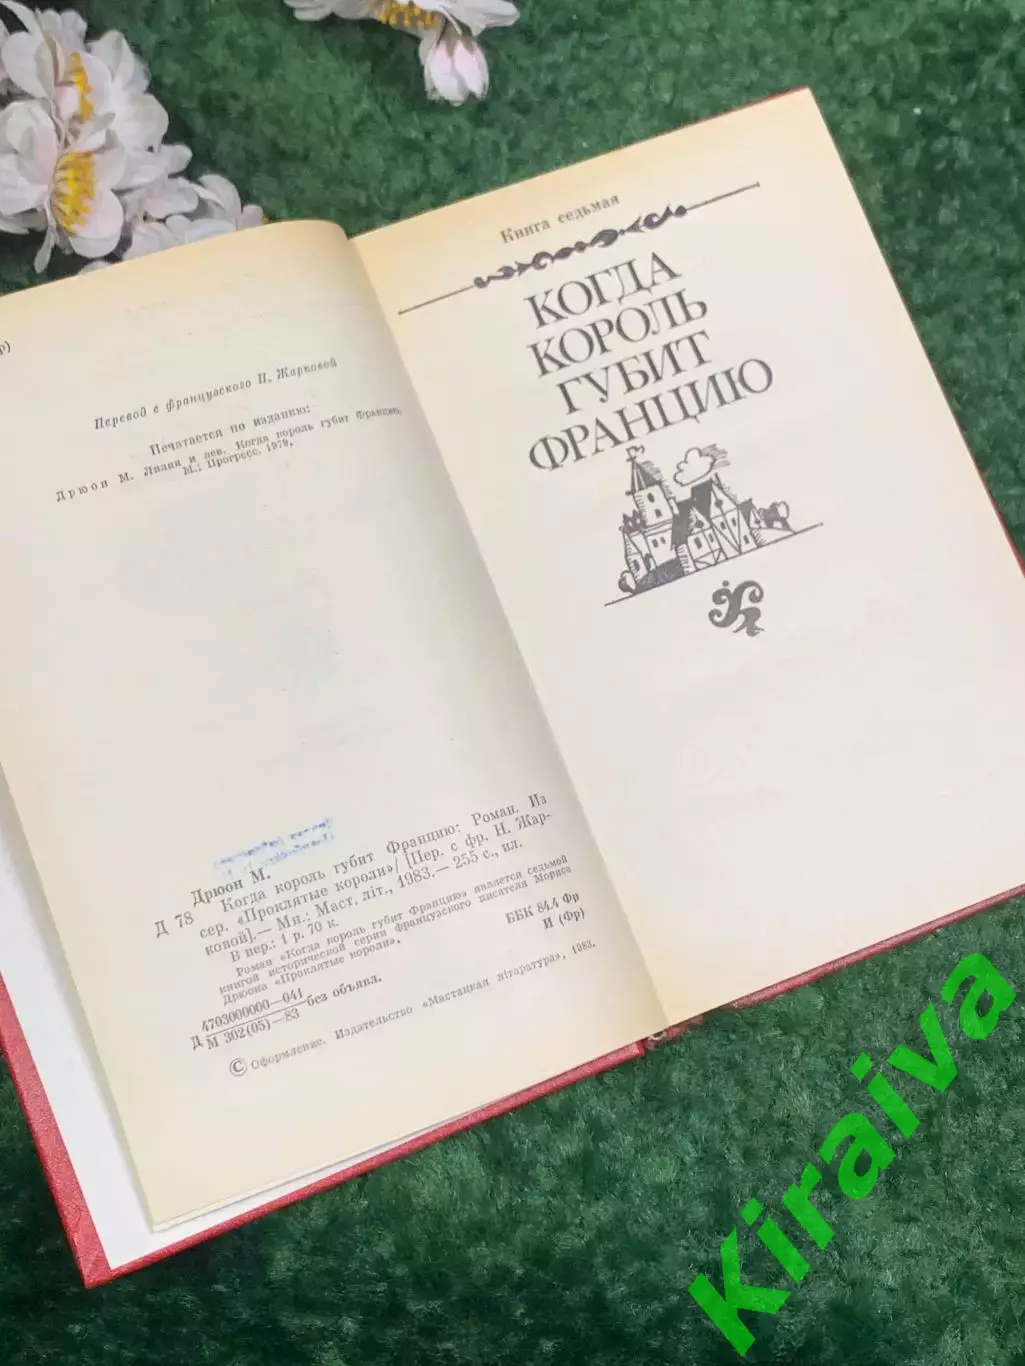 р)
Перевод с французского Н. Жарковой
Печатается по изданию:
Дрюон М. Лилия и лев. Когда король губит Францию.
М.: Прогресс, 1979.
Дрюон М.
Д 78 Когда король губит Францию: Роман. Из
сер. «Проклятые короли»/ [Пер. с фр. Н. Жар-
ковой].— Мн.: Маст. літ., 1983.— 255 с., ил.
В пер.: 1 р. 70 к.
Роман «Когда король губит Францию» является седьмой
книгой исторической серии французского писателя Мориса
Дрюона «Проклятые короли».
Д 4703000000—041
М 302(05)—83 без объявл.
ББК 84.4 Фр
И (Фр)
© Оформление. Издательство «Мастацкая літаратура», 1983.
Книга седьмая
КОГДА
КОРОЛЬ
ГУБИТ
ФРАНЦИЮ
Kiraiva